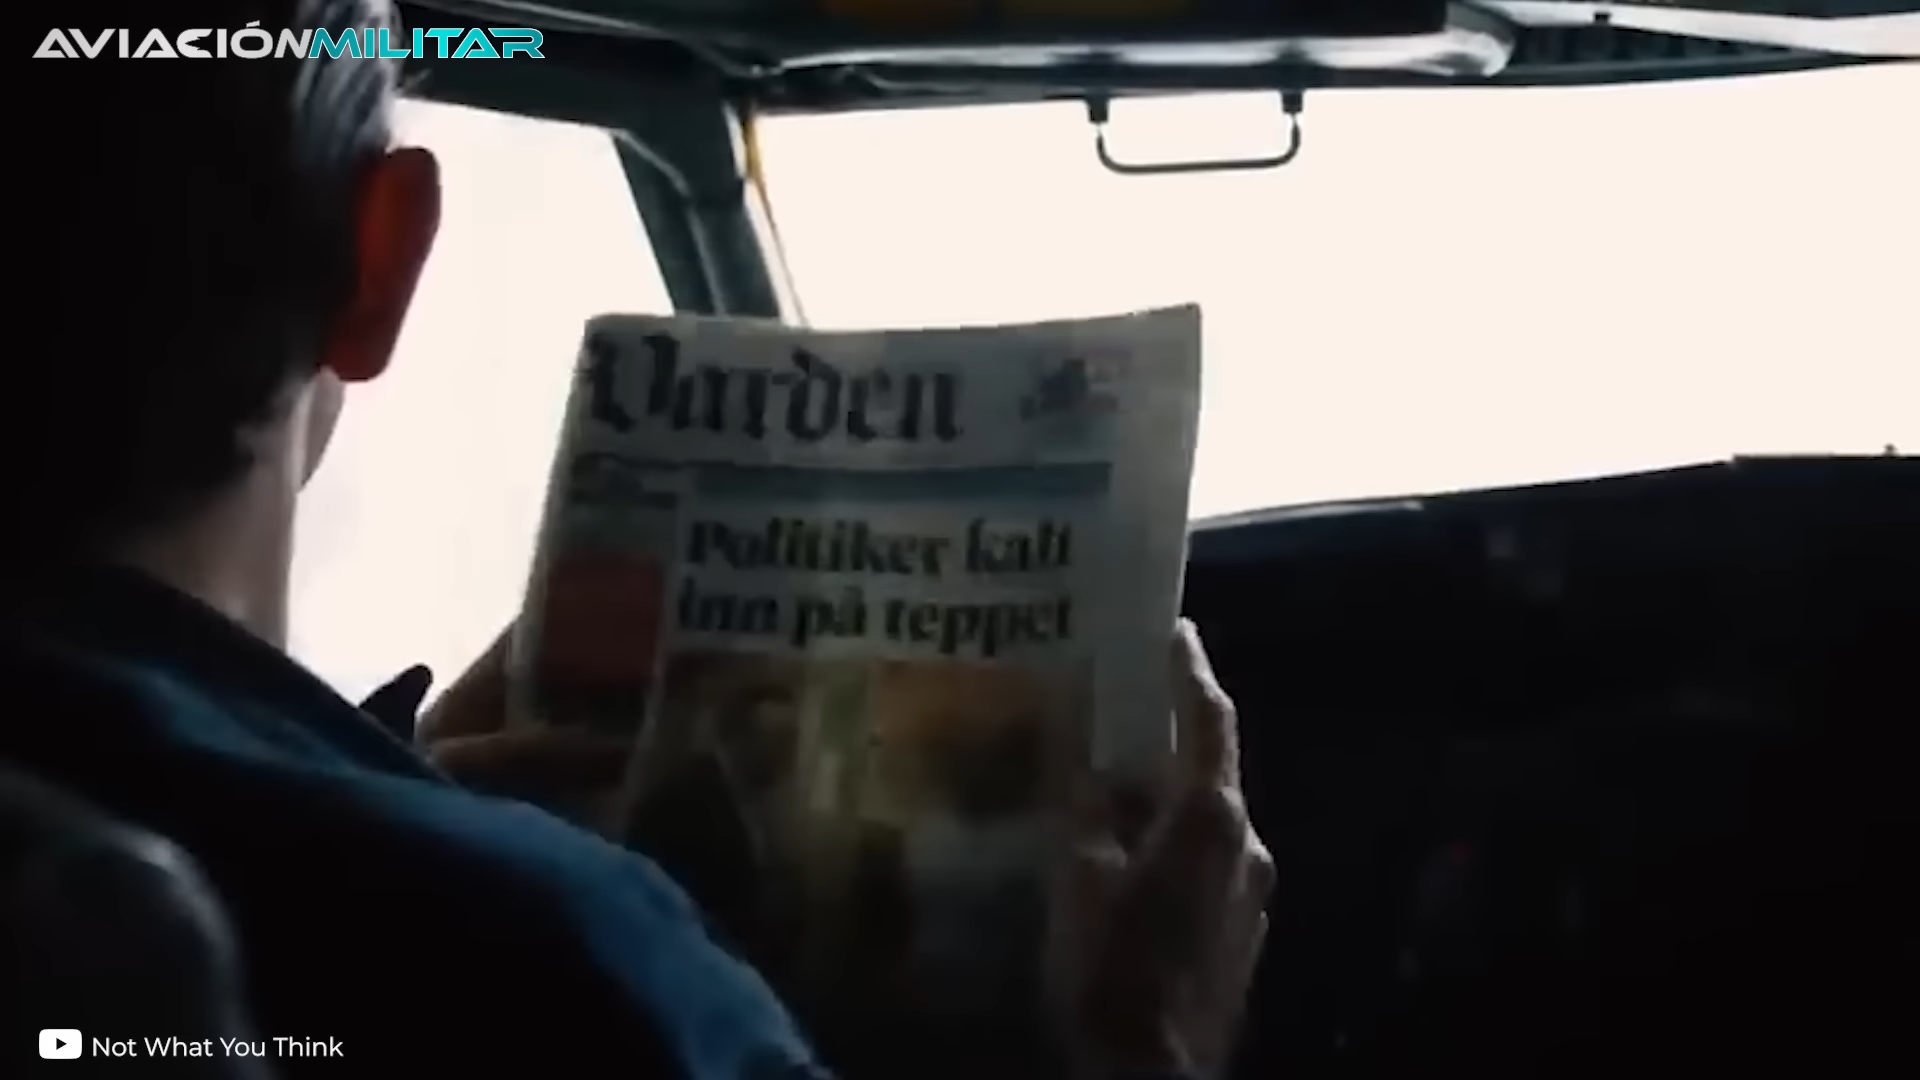 AVIACIÓNMILITAR
Varden
Politiker kalt
inn på teppet
Not What You Think